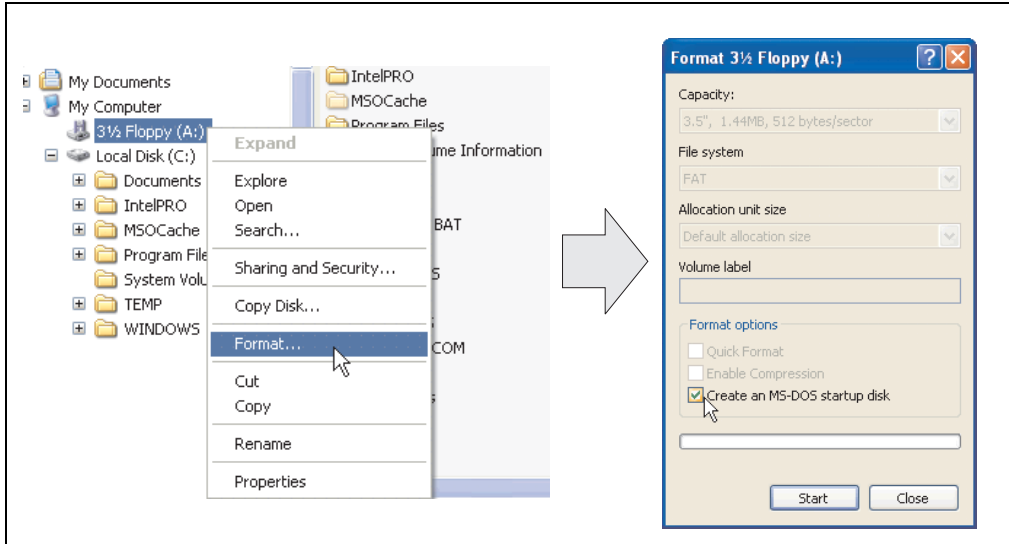 My Documents
My Computer
3½ Floppy (A:)
Local Disk (C:)
Documents
IntelPRO
MSOCache
Program File
System Volu
TEMP
WINDOWS
IntelPRO
MSOCache
Program Files
ume Information
BAT
S
COM
Expand
Explore
Open
Search...
Sharing and Security...
Copy Disk...
Format...
Cut
Copy
Rename
Properties
Format 3½ Floppy (A:)
Capacity:
3.5", 1.44MB, 512 bytes/sector
File system
FAT
Allocation unit size
Default allocation size
Volume label
Format options
Quick Format
Enable Compression
Create an MS-DOS startup disk
Start Close